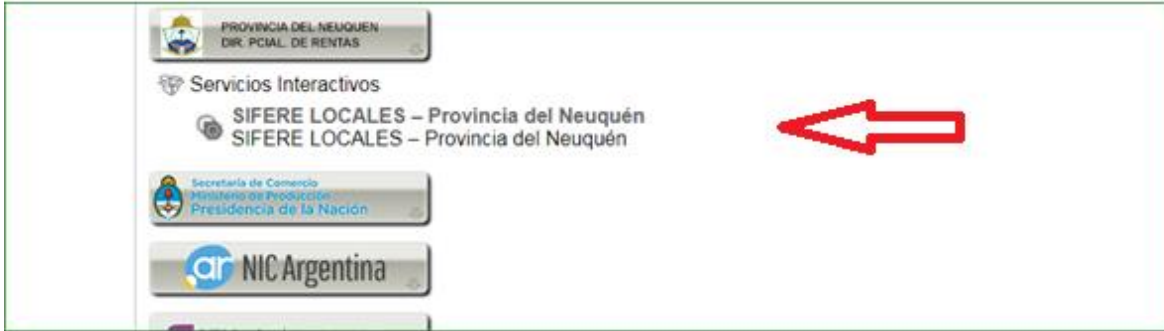 PROVINCIA DEL NEUQUEN
DIR. PCIAL. DE RENTAS
Servicios Interactivos
SIFERE LOCALES – Provincia del Neuquén
SIFERE LOCALES – Provincia del Neuquén
Secretaría de Comercio
Ministerio de Producción
Presidencia de la Nación
.ar NIC Argentina